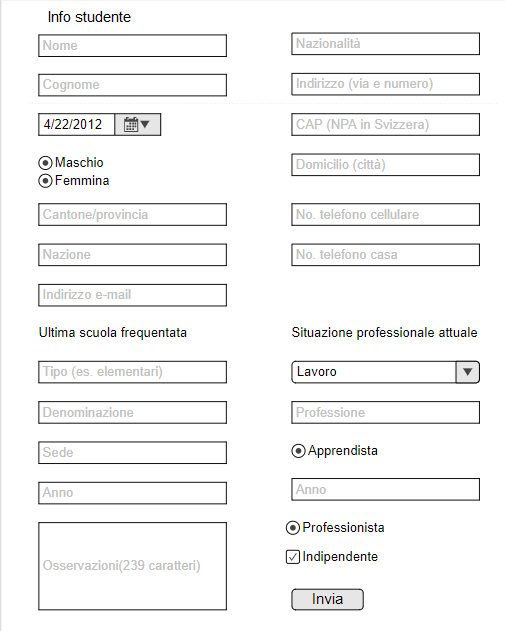 Info studente
Nome
Nazionalità
Cognome
Indirizzo (via e numero)
4/22/2012
CAP (NPA in Svizzera)
Maschio
Femmina
Domicilio (città)
Cantone/provincia
No. telefono cellulare
Nazione
No. telefono casa
Indirizzo e-mail
Ultima scuola frequentata
Situazione professionale attuale
Tipo (es. elementari)
Lavoro
Denominazione
Professione
Sede
Apprendista
Anno
Anno
Professionista
Osservazioni(239 caratteri)
Indipendente
Invia